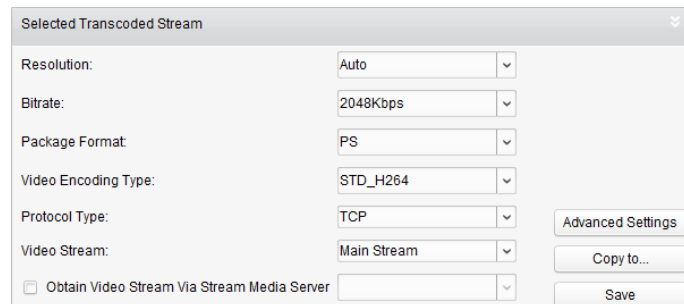 Selected Transcoded Stream
Resolution: Auto
Bitrate: 2048Kbps
Package Format: PS
Video Encoding Type: STD_H264
Protocol Type: TCP
Advanced Settings
Video Stream: Main Stream
Copy to...
Obtain Video Stream Via Stream Media Server
Save